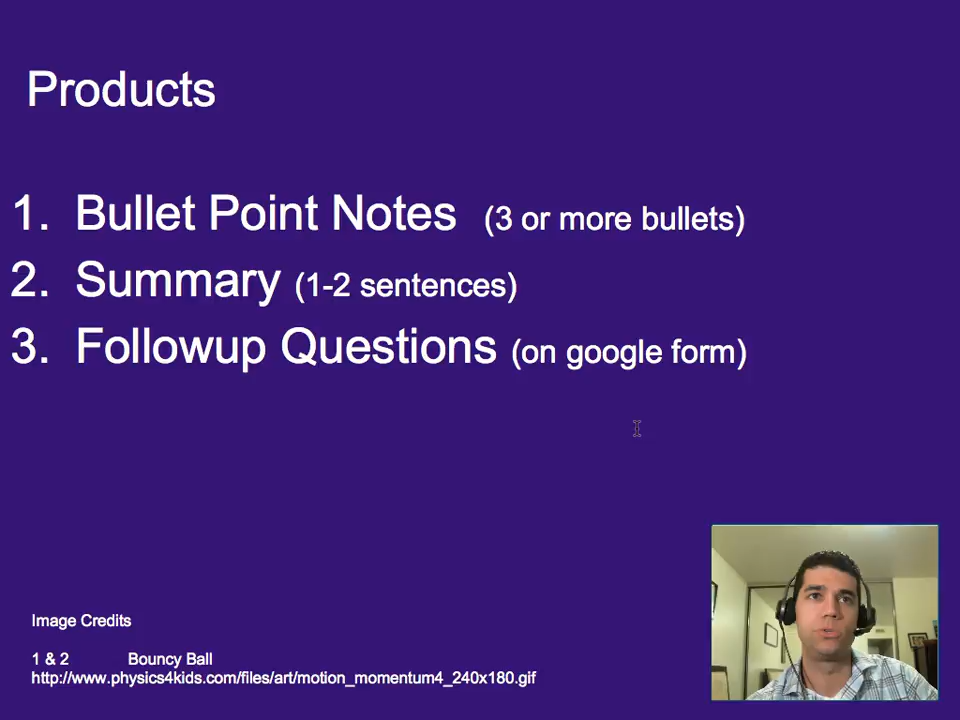 Products
1. Bullet Point Notes (3 or more bullets)
2. Summary (1-2 sentences)
3. Followup Questions (on google form)
Image Credits
1 & 2 Bouncy Ball
http://www.physics4kids.com/files/art/motion_momentum4_240x180.gif